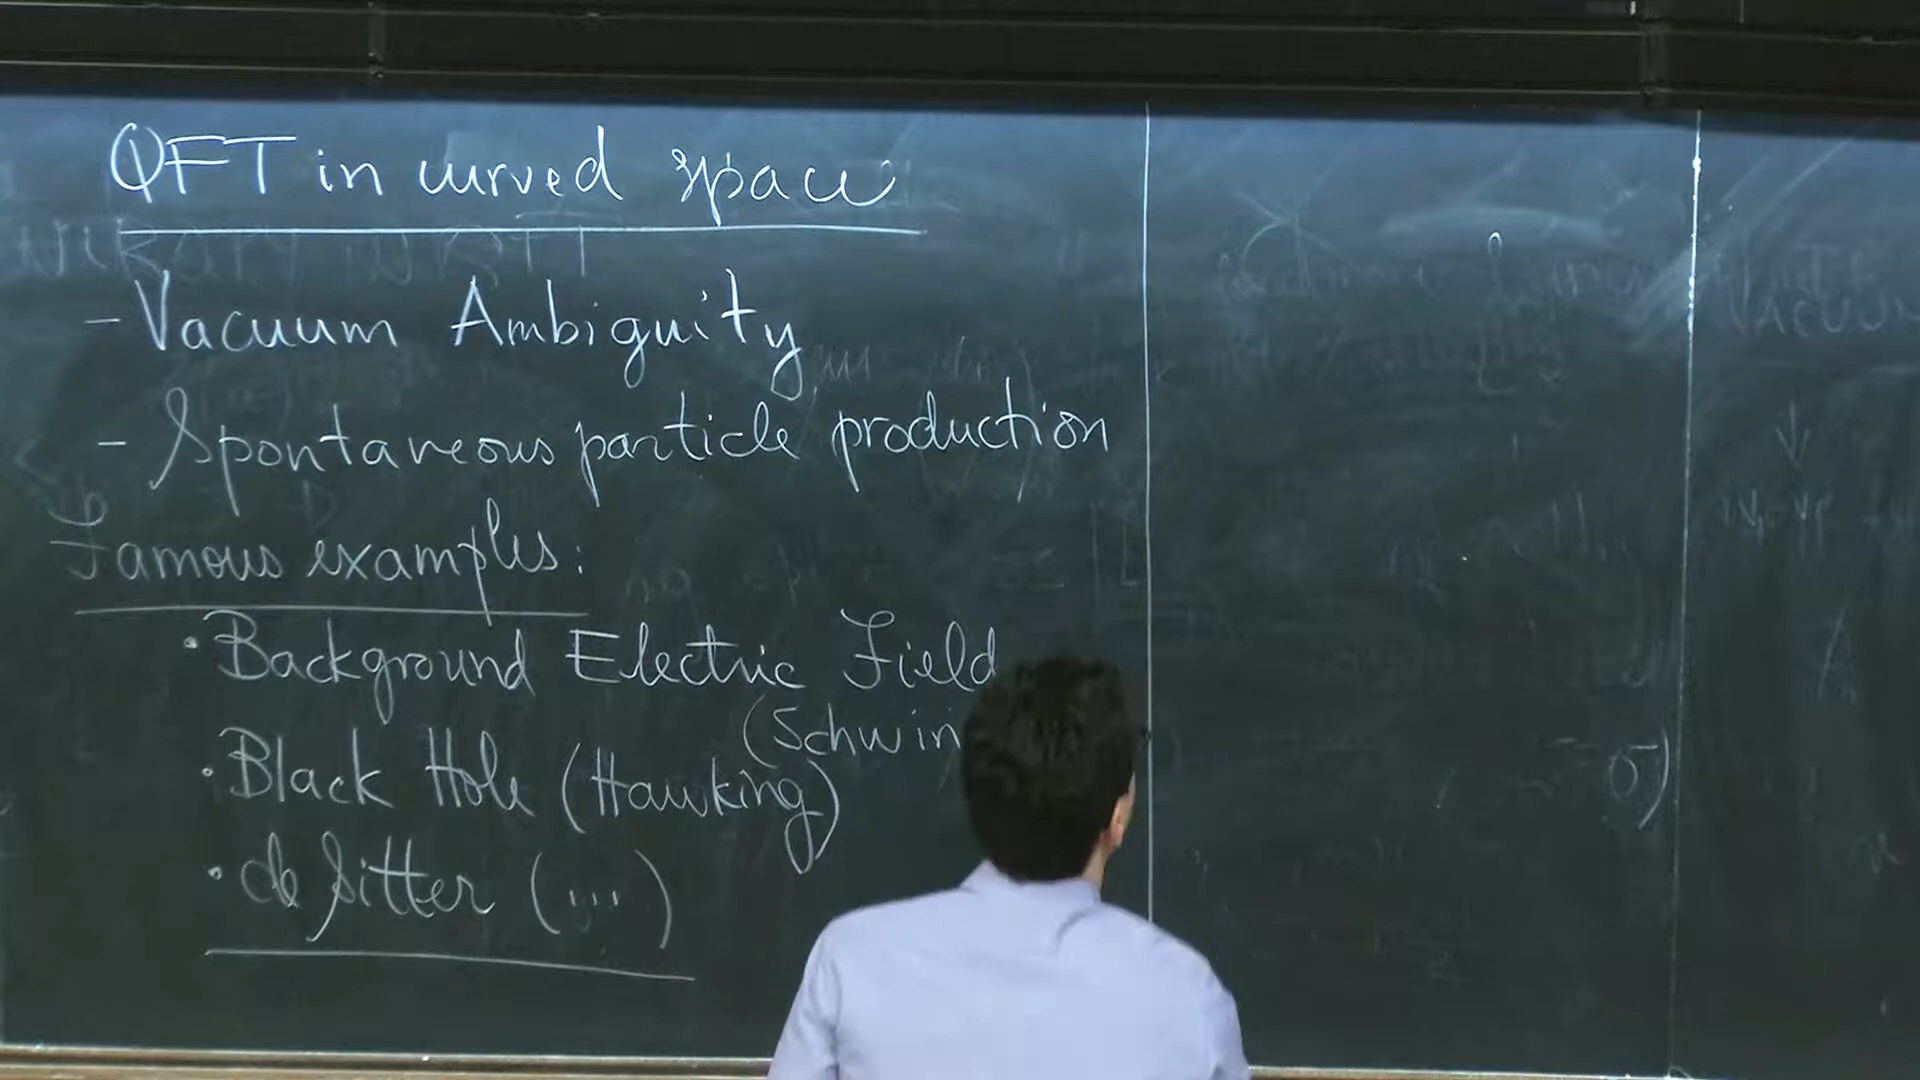 QFT in curved space
- Vacuum Ambiguity
- Spontaneous particle production
Famous examples:
· Background Electric Field
(Schwin
· Black Hole (Hawking)
· de Sitter (...)